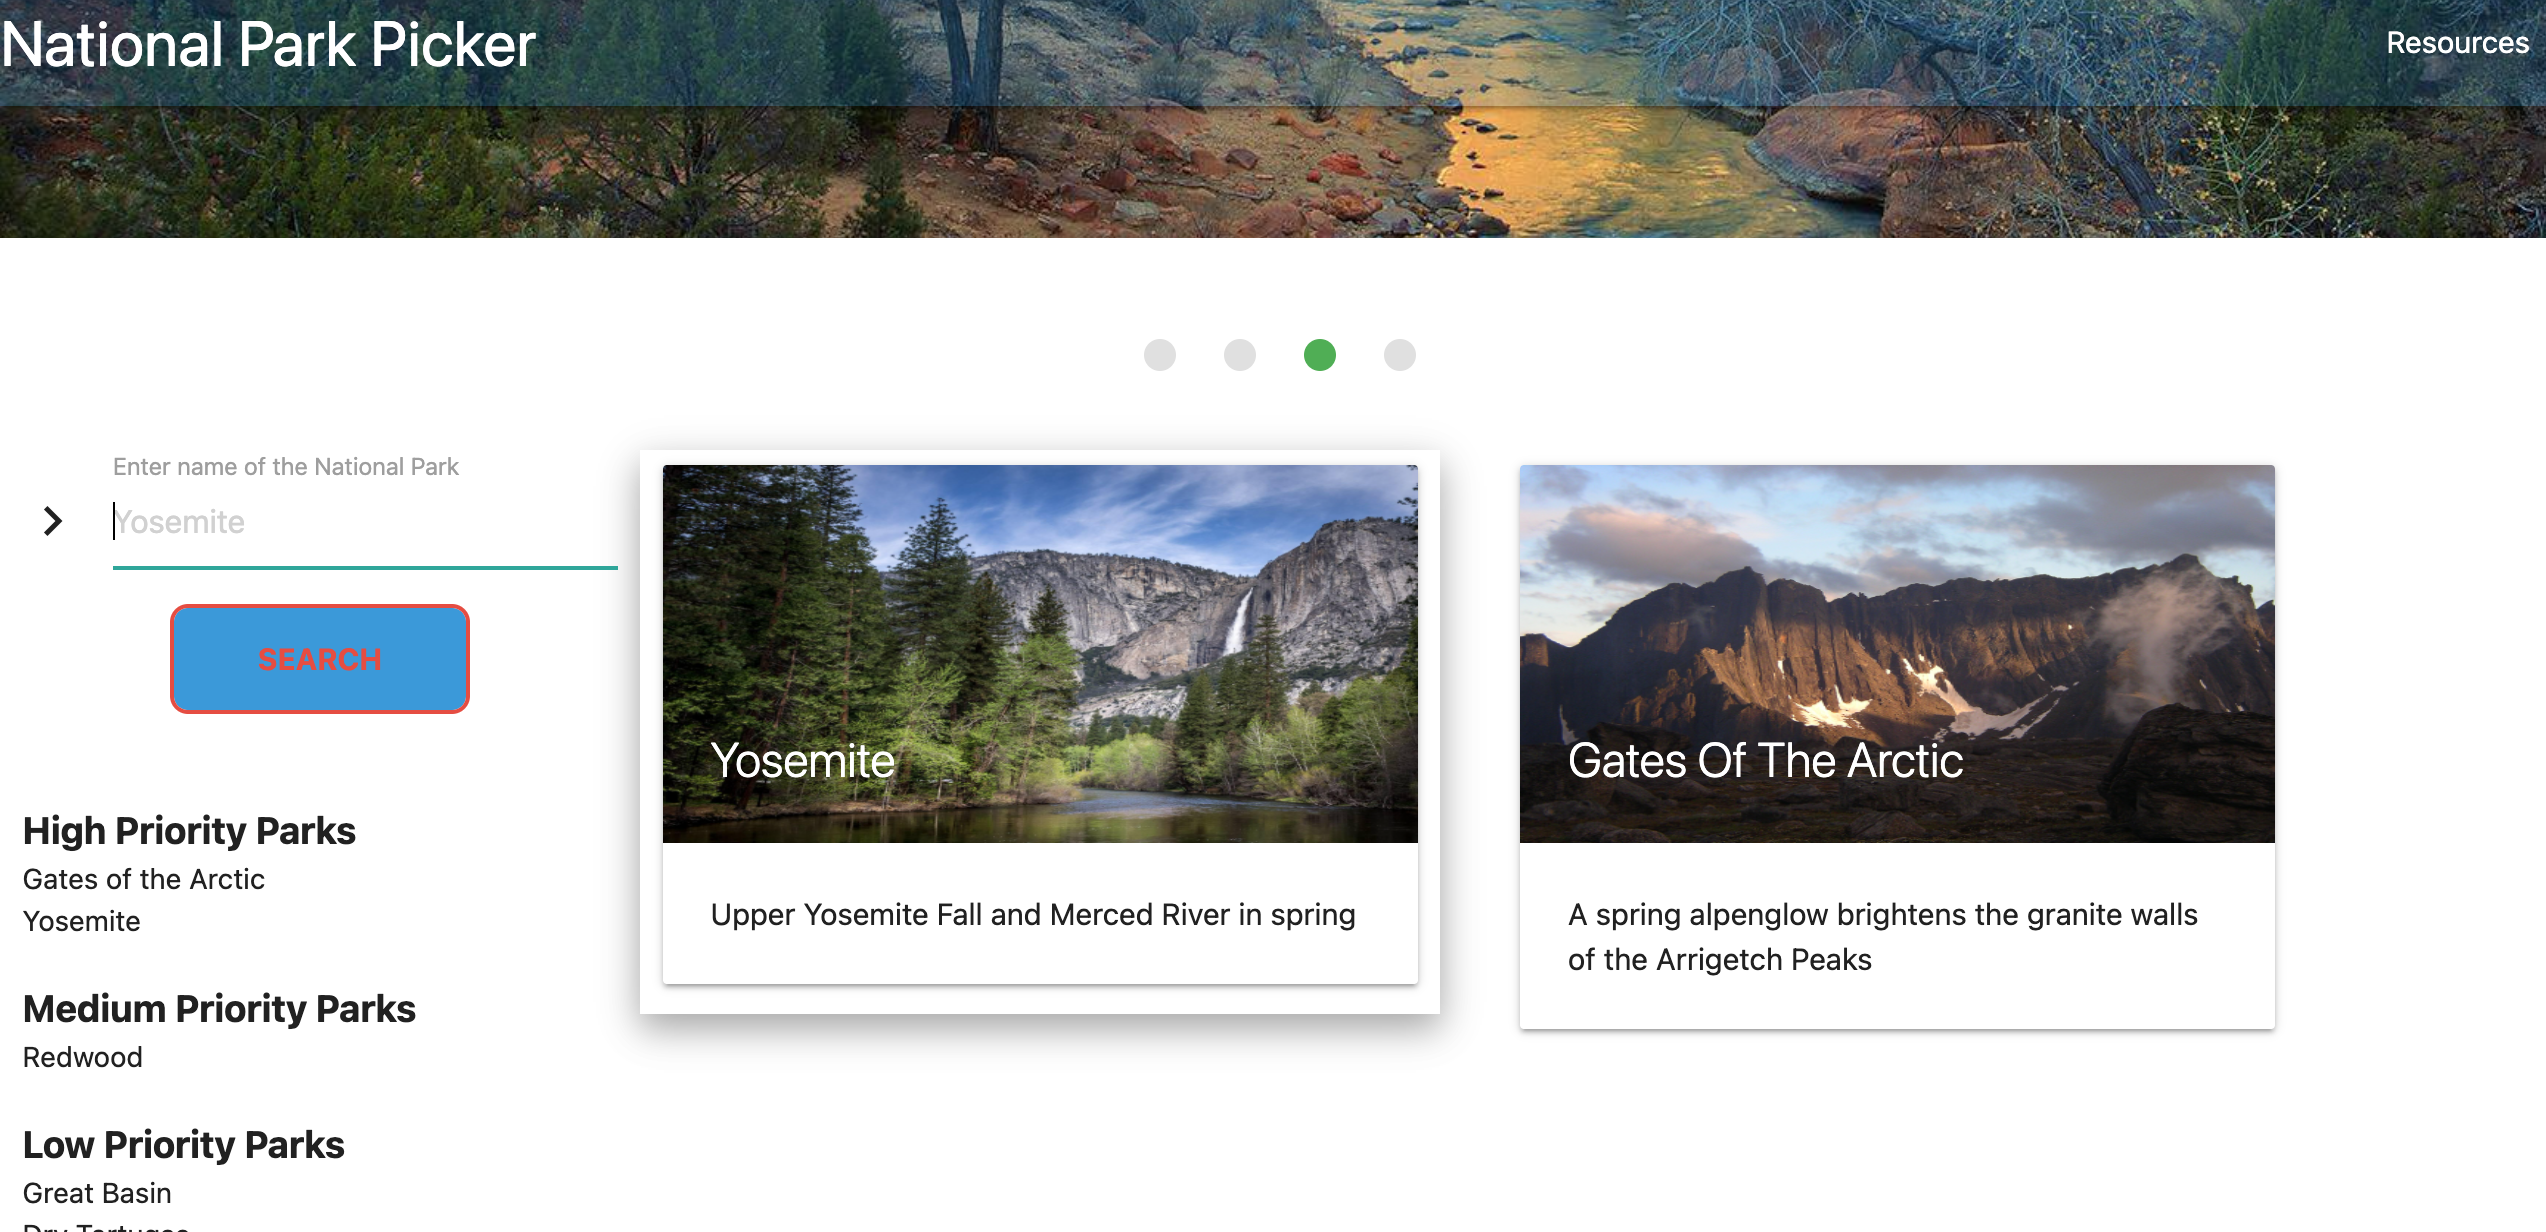 National Park Picker
Resources
Enter name of the National Park
Yosemite
SEARCH
High Priority Parks
Gates of the Arctic
Yosemite
Medium Priority Parks
Redwood
Low Priority Parks
Great Basin
Yosemite
Upper Yosemite Fall and Merced River in spring
Gates Of The Arctic
A spring alpenglow brightens the granite walls
of the Arrigetch Peaks